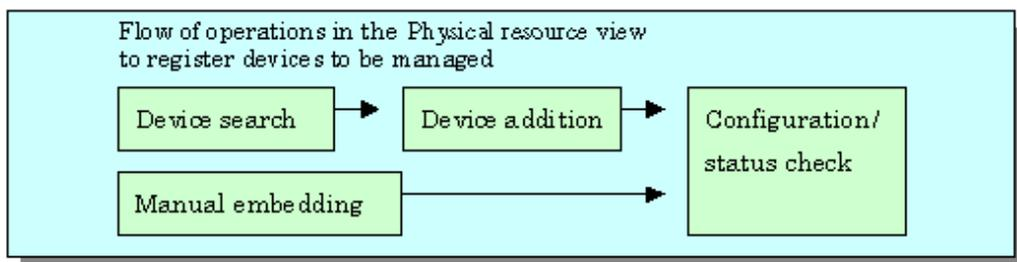 Flow of operations in the Physical resource view
to register devices to be managed
Device search
Device addition
Configuration/
status check
Manual embedding